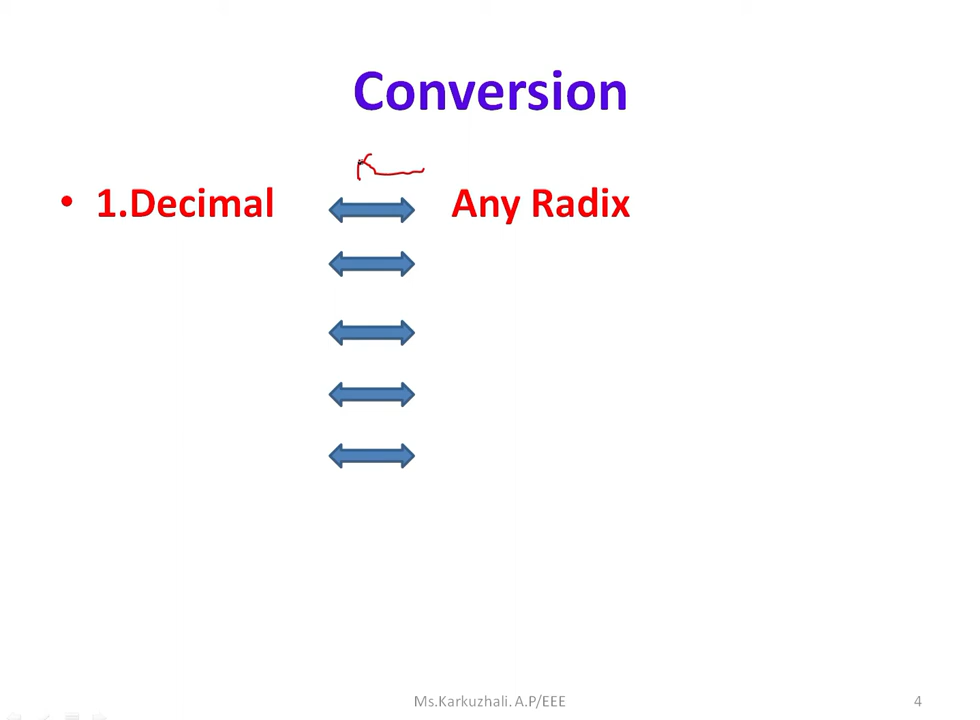 Conversion
• 1.Decimal Any Radix
Ms.Karkuzhali. A.P/EEE 4